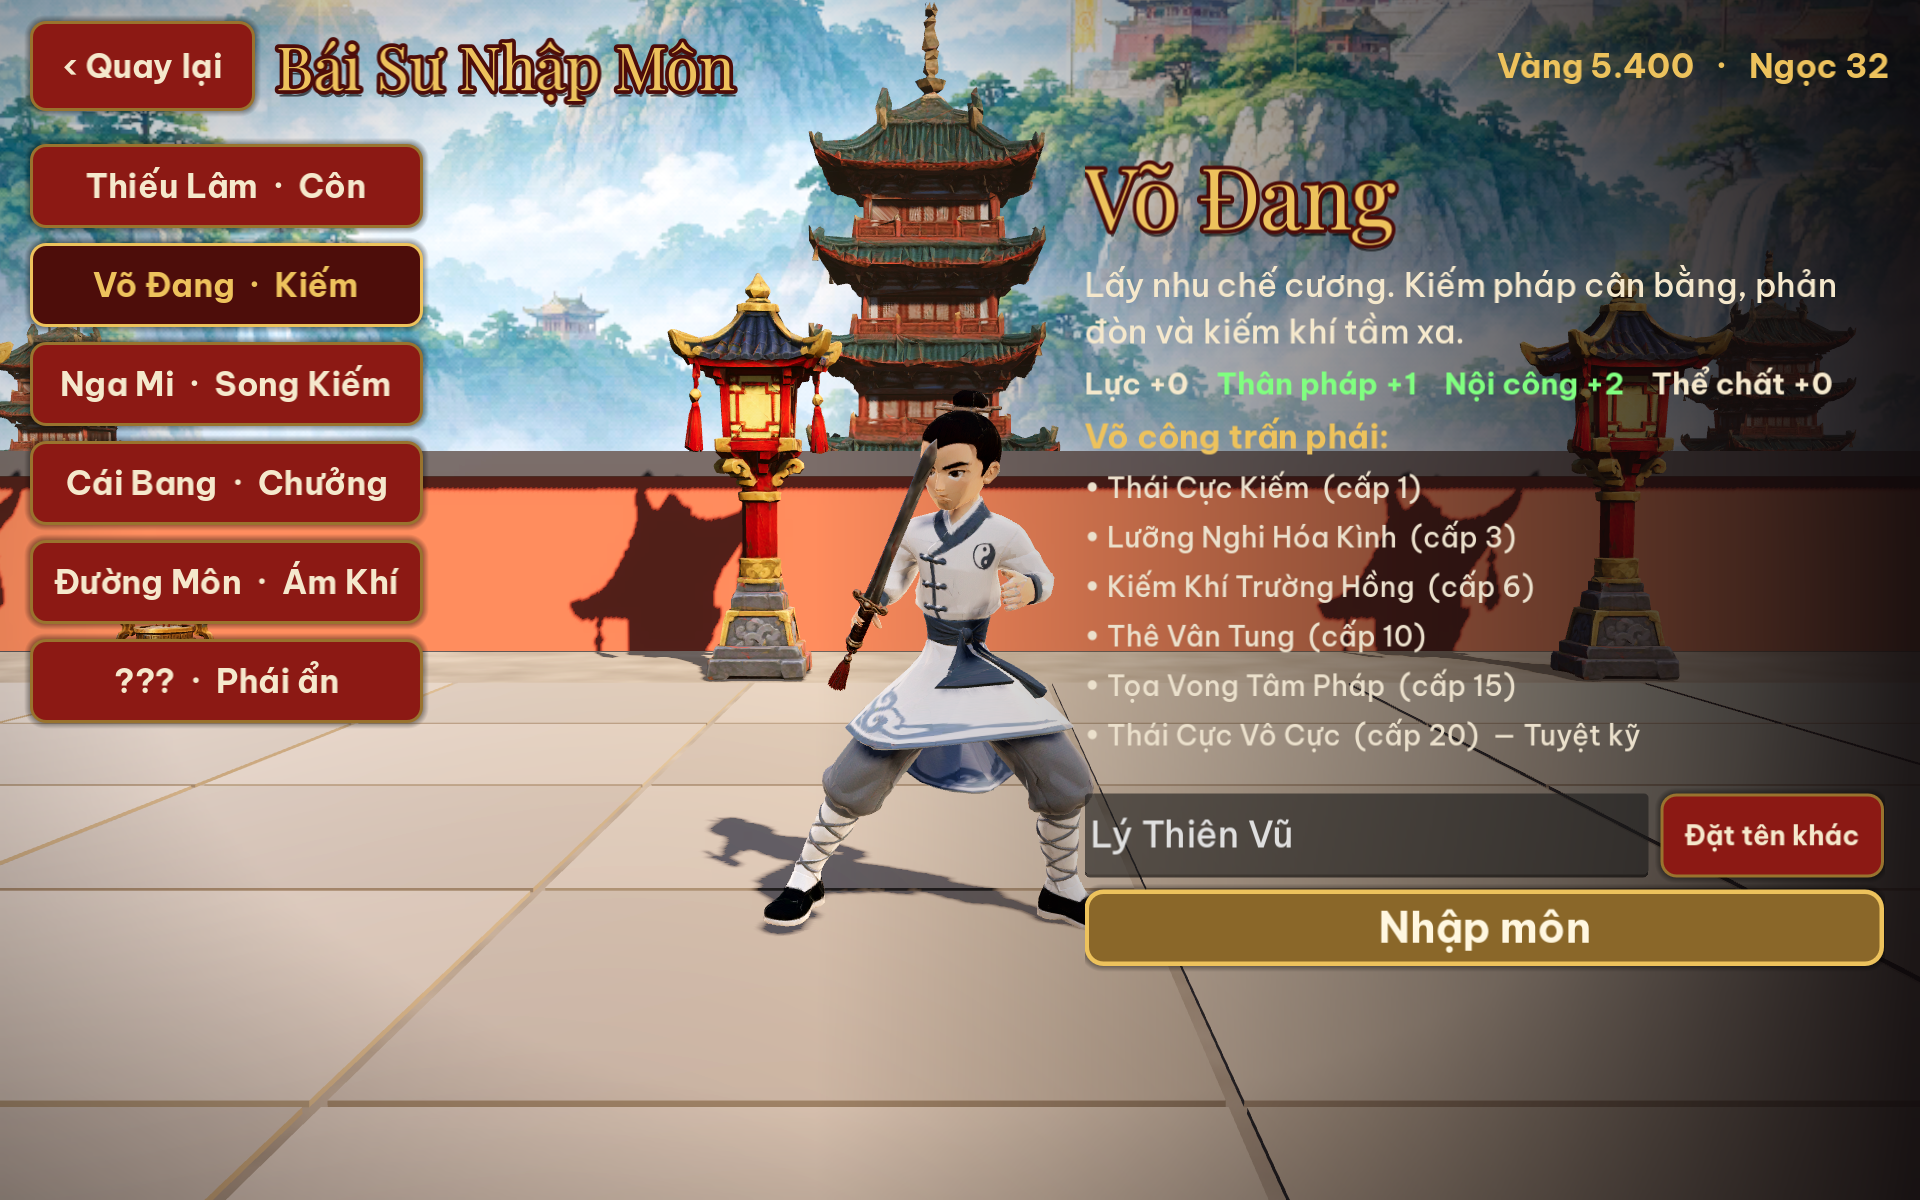 ‹ Quay lại
Bái Sư Nhập Môn
Vàng 5.400 · Ngọc 32
Thiếu Lâm · Côn
Võ Đang · Kiếm
Nga Mi · Song Kiếm
Cái Bang · Chưởng
Đường Môn · Ám Khí
??? · Phái ẩn
Võ Đang
Lấy nhu chế cương. Kiếm pháp cân bằng, phản
đòn và kiếm khí tầm xa.
Lực +0 Thân pháp +1 Nội công +2 Thể chất +0
Võ công trấn phái:
• Thái Cực Kiếm (cấp 1)
• Lưỡng Nghi Hóa Kình (cấp 3)
• Kiếm Khí Trường Hồng (cấp 6)
• Thê Vân Tung (cấp 10)
• Tọa Vong Tâm Pháp (cấp 15)
• Thái Cực Vô Cực (cấp 20) — Tuyệt kỹ
Lý Thiên Vũ
Đặt tên khác
Nhập môn